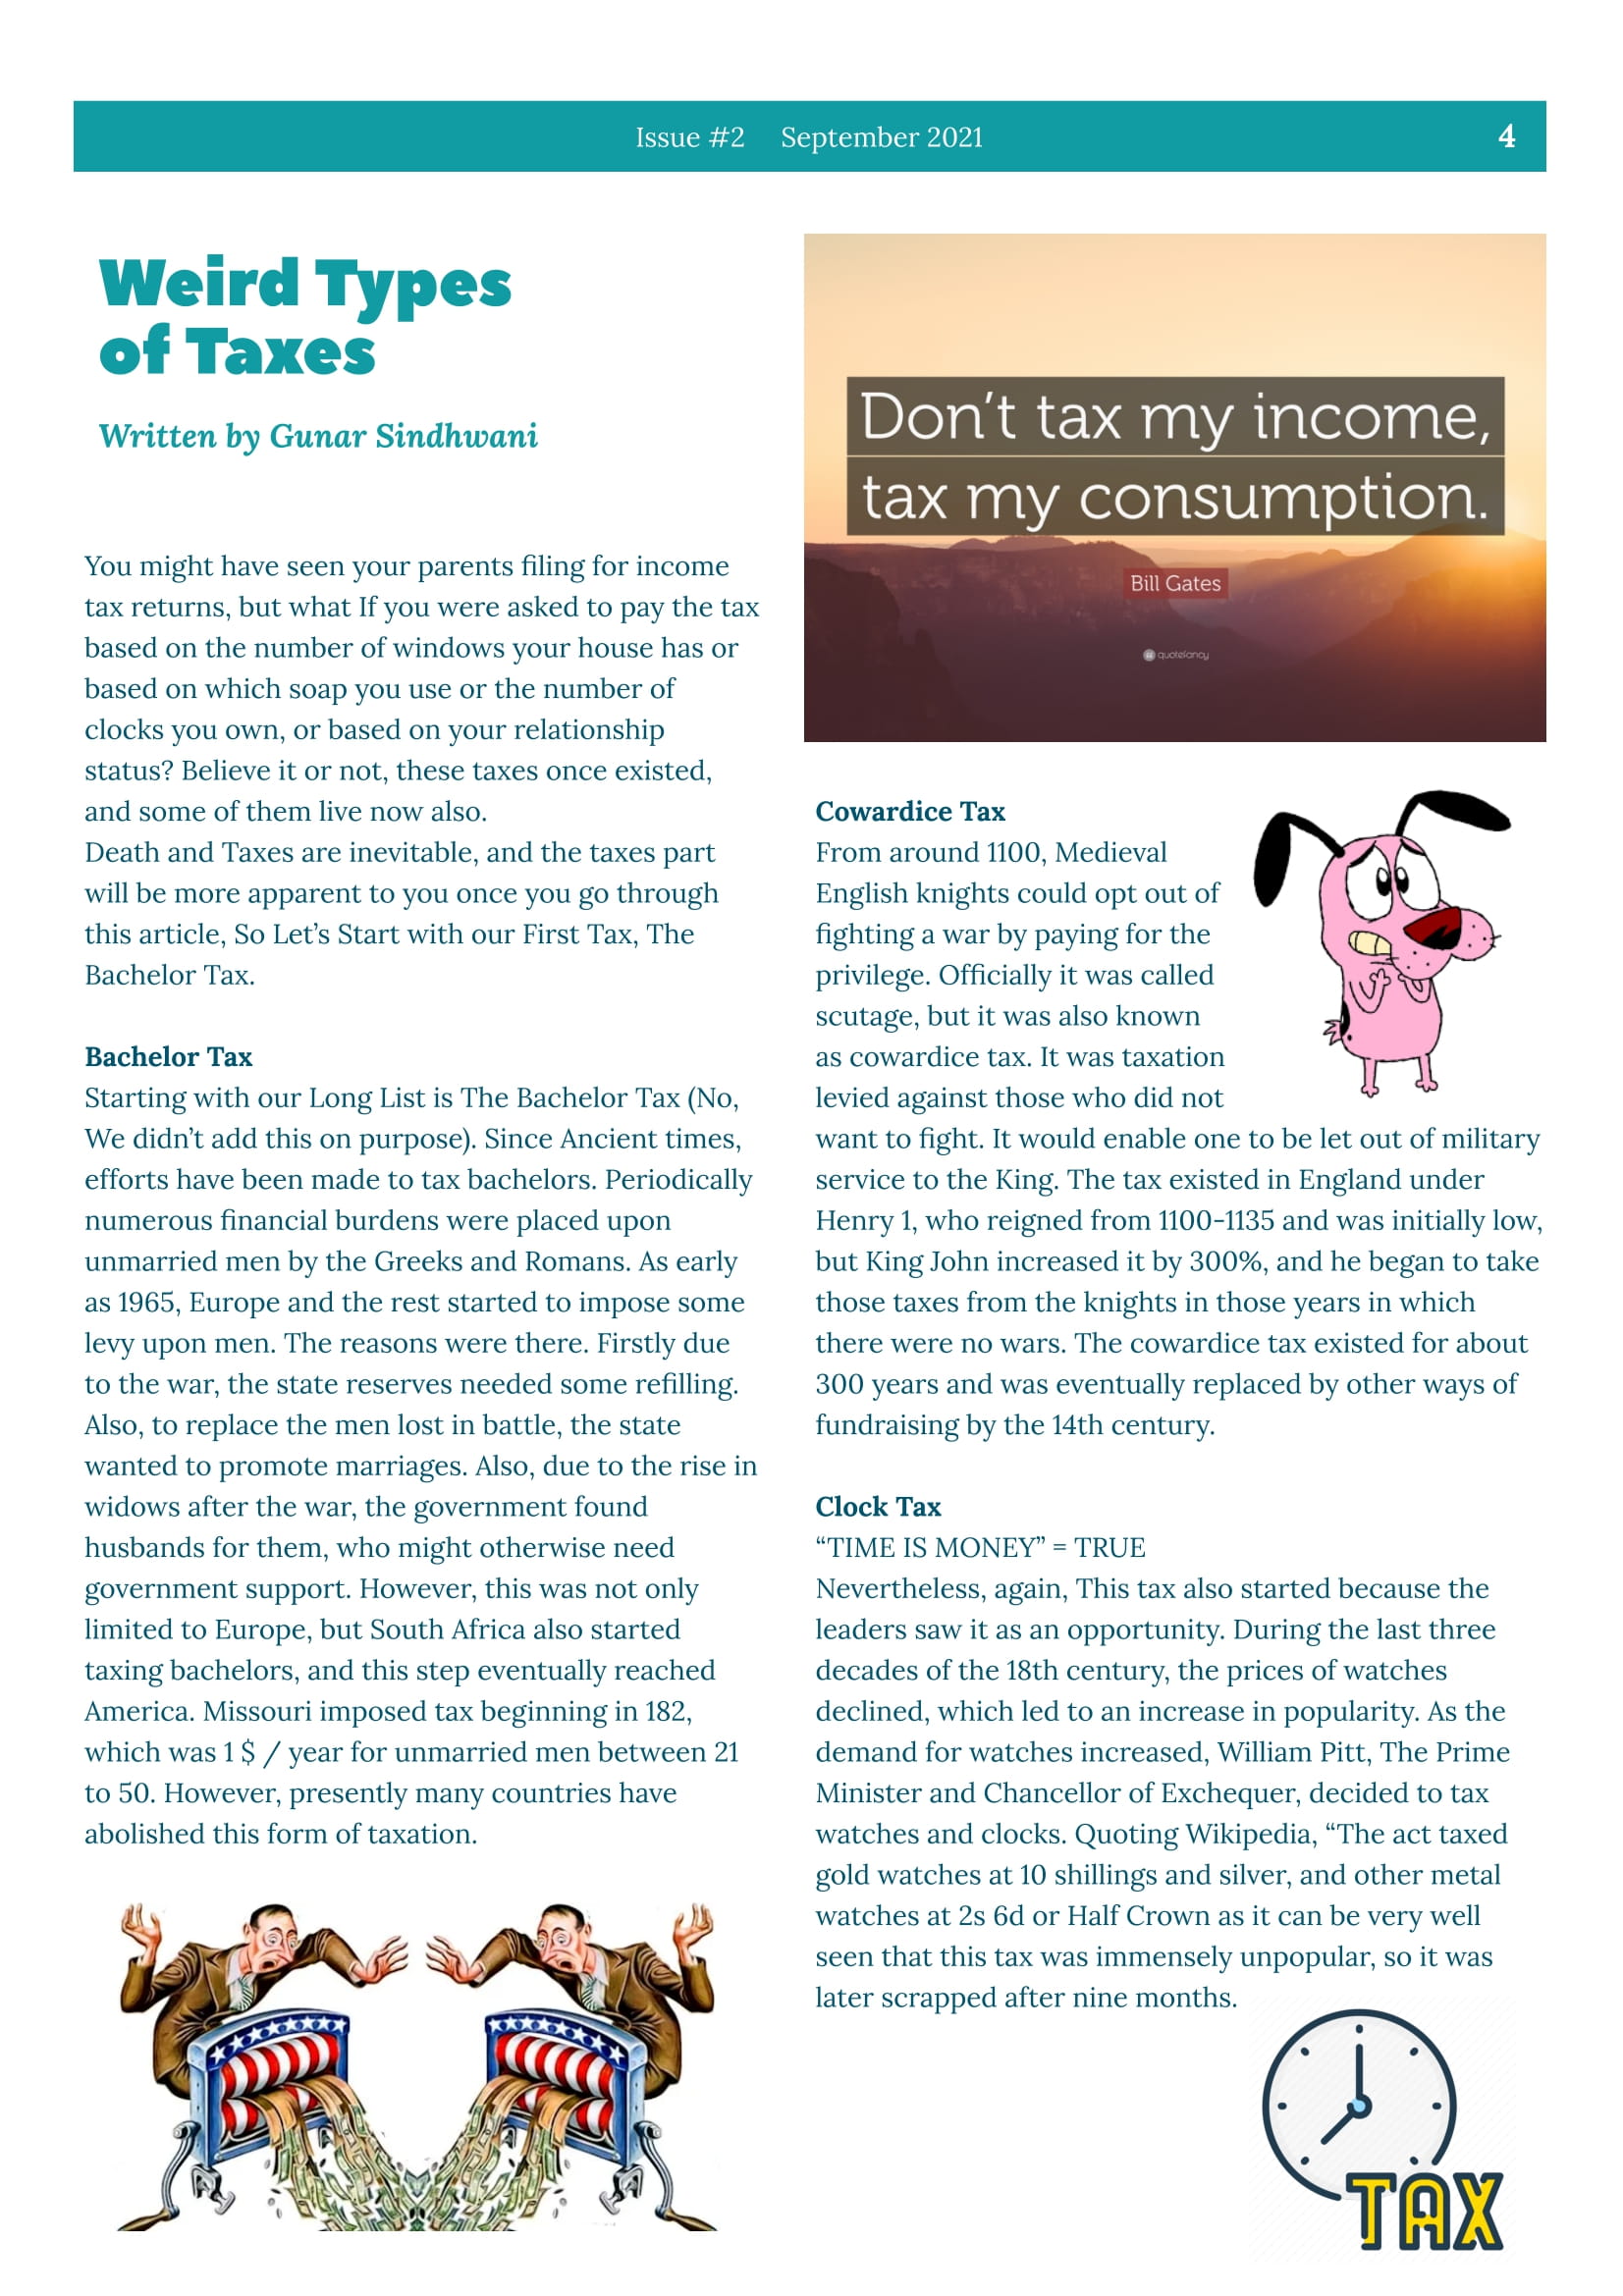 Issue #2 September 2021 4
Weird Types
of Taxes
Written by Gunar Sindhwani
You might have seen your parents filing for income
tax returns, but what If you were asked to pay the tax
based on the number of windows your house has or
based on which soap you use or the number of
clocks you own, or based on your relationship
status? Believe it or not, these taxes once existed,
and some of them live now also.
Death and Taxes are inevitable, and the taxes part
will be more apparent to you once you go through
this article, So Let's Start with our First Tax, The
Bachelor Tax.
Bachelor Tax
Starting with our Long List is The Bachelor Tax (No,
We didn't add this on purpose). Since Ancient times,
efforts have been made to tax bachelors. Periodically
numerous financial burdens were placed upon
unmarried men by the Greeks and Romans. As early
as 1965, Europe and the rest started to impose some
levy upon men. The reasons were there. Firstly due
to the war, the state reserves needed some refilling.
Also, to replace the men lost in battle, the state
wanted to promote marriages. Also, due to the rise in
widows after the war, the government found
husbands for them, who might otherwise need
government support. However, this was not only
limited to Europe, but South Africa also started
taxing bachelors, and this step eventually reached
America. Missouri imposed tax beginning in 182,
which was 1 $ / year for unmarried men between 21
to 50. However, presently many countries have
abolished this form of taxation.
Don't tax my income,
tax my consumption.
Bill Gates
quotefancy
Cowardice Tax
From around 1100, Medieval
English knights could opt out of
fighting a war by paying for the
privilege. Officially it was called
scutage, but it was also known
as cowardice tax. It was taxation
levied against those who did not
want to fight. It would enable one to be let out of military
service to the King. The tax existed in England under
Henry 1, who reigned from 1100-1135 and was initially low,
but King John increased it by 300%, and he began to take
those taxes from the knights in those years in which
there were no wars. The cowardice tax existed for about
300 years and was eventually replaced by other ways of
fundraising by the 14th century.
Clock Tax
“TIME IS MONEY” = TRUE
Nevertheless, again, This tax also started because the
leaders saw it as an opportunity. During the last three
decades of the 18th century, the prices of watches
declined, which led to an increase in popularity. As the
demand for watches increased, William Pitt, The Prime
Minister and Chancellor of Exchequer, decided to tax
watches and clocks. Quoting Wikipedia, “The act taxed
gold watches at 10 shillings and silver, and other metal
watches at 2s 6d or Half Crown as it can be very well
seen that this tax was immensely unpopular, so it was
later scrapped after nine months.
TAX